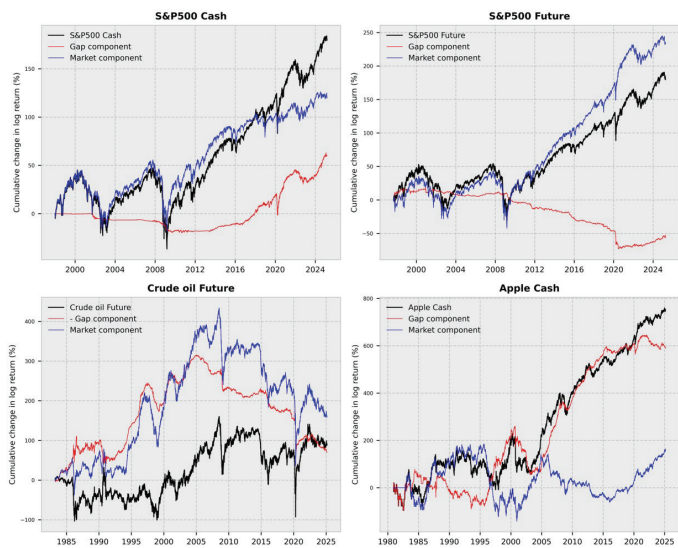 S&P500 Cash
Cumulative change in log return (%)
S&P500 Cash
Gap component
Market component
150
100
50
0
2000
2004
2008
2012
2016
2020
2024
S&P500 Future
Cumulative change in log return (%)
S&P500 Future
Gap component
Market component
250
200
150
100
50
0
−50
2000
2004
2008
2012
2016
2020
2024
Crude oil Future
Cumulative change in log return (%)
Crude oil Future
- Gap component
Market component
400
300
200
100
0
−100
1985
1990
1995
2000
2005
2010
2015
2020
2025
Apple Cash
Cumulative change in log return (%)
Apple Cash
Gap component
Market component
800
600
400
200
0
−200
1980
1985
1990
1995
2000
2005
2010
2015
2020
2025